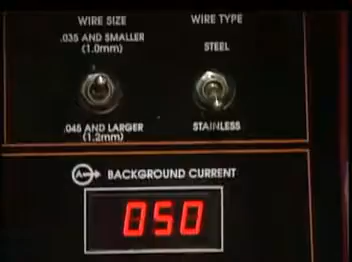 WIRE SIZE
WIRE TYPE
.035 AND SMALLER
(1.0mm)
STEEL
.045 AND LARGER
(1.2mm)
STAINLESS
BACKGROUND CURRENT
050